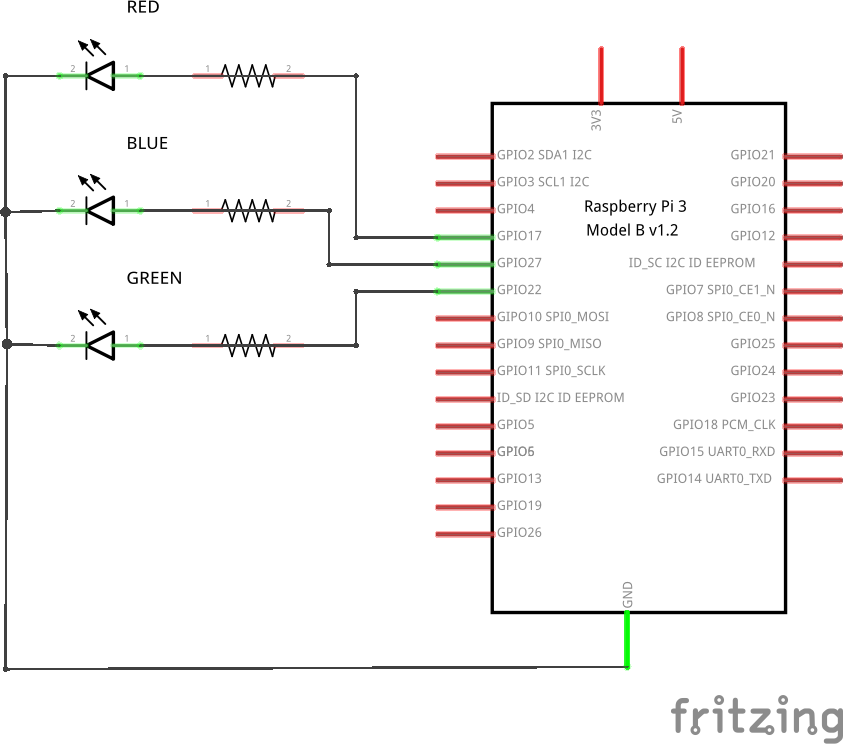 RED
2 1 1 2
BLUE
2 1 1 2
GREEN
2 1 1 2
3V3
5V
Raspberry Pi 3
Model B v1.2
GPIO2 SDA1 I2C
GPIO3 SCL1 I2C
GPIO4
GPIO17
GPIO27
GPIO22
GIPO10 SPI0_MOSI
GPIO9 SPI0_MISO
GPIO11 SPI0_SCLK
ID_SD I2C ID EEPROM
GPIO5
GPIO6
GPIO13
GPIO19
GPIO26
GPIO21
GPIO20
GPIO16
GPIO12
ID_SC I2C ID EEPROM
GPIO7 SPI0_CE1_N
GPIO8 SPI0_CE0_N
GPIO25
GPIO24
GPIO23
GPIO18 PCM_CLK
GPIO15 UART0_RXD
GPIO14 UART0_TXD
GND
fritzing